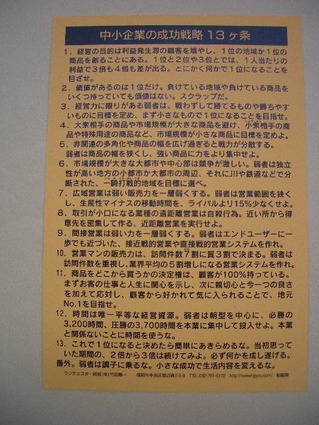 中小企業の成功戦略13ヶ条
1．経営の目的は利益発生源の顧客を増やし、1位の地域か1位の
商品を創ることにある。1位と2位や3位とでは、1人当たりの
利益で3倍も4倍も差が出る。とにかく何かで1位になることを
目ざせ。
2．価値があるのは1位だけ。負けている地域や負けている商品を
いくつ持っていても価値はない。スクラップだ。
3．経営力に限りがある弱者は、戦わずして勝てるものや勝ちやす
いものに目標を定め、まず小さなもので1位になることを目指せ。
4．大衆相手の商品や市場規模が大きな商品を避け、小衆相手の商
品や特殊用途の商品など、市場規模が小さな商品に目標を定めよ。
5．非関連の多角化や商品の幅を広げ過ぎると戦力が分散する。
弱者は商品の幅を狭くし、強い商品に力をより集中せよ。
6．市場規模が大きな大都市や中心部は競争が激しい。弱者は独立
性が高い地方の小都市か大都市の周辺、それに川や鉄道などで分
断された、一騎打戦的地域を目標に選べ。
7．広域営業は弱い販売力を一層弱くする。弱者は営業範囲を狭く
し、生産性マイナスの移動時間を、ライバルより15％少なくせよ。
8．取引が小口になる業種の遠距離営業は自殺行為。近い所から得
意先を密集して作る、近距離営業を実行せよ。
9．間接営業は弱い力を一層弱くする。弱者はエンドユーザーに一
歩でも近づいた、接近戦的営業や直接戦的営業システムを作れ。
10．営業マンの販売力は、訪問件数7割に質3割で決まる。弱者は訪
問件数を重視し、業界平均の5割増しになる営業システムを作れ。
11．商品をどこから買うかの決定権は、顧客が100％持っている。
まずお客の仕事と人生に関心を示し、次に親切心と今一つの良さ
を加えて応対し、顧客から好かれて気に入られることで、地元
No.1を目指せ。
12．時間は唯一平等な経営資源。弱者は朝型を中心に、必勝の
3,200時間、圧勝の3,700時間を本業に集中して投入せよ。本業
と関係ないことに時間を使うな。
13．これで1位になると決めたら簡単にあきらめるな。当初思って
いた期間の、2倍から3倍は続けてみよ。必ず何かを成し遂げる。
番外。弱者は調子に乗るな。小さな成功で生活内容を変えるな。